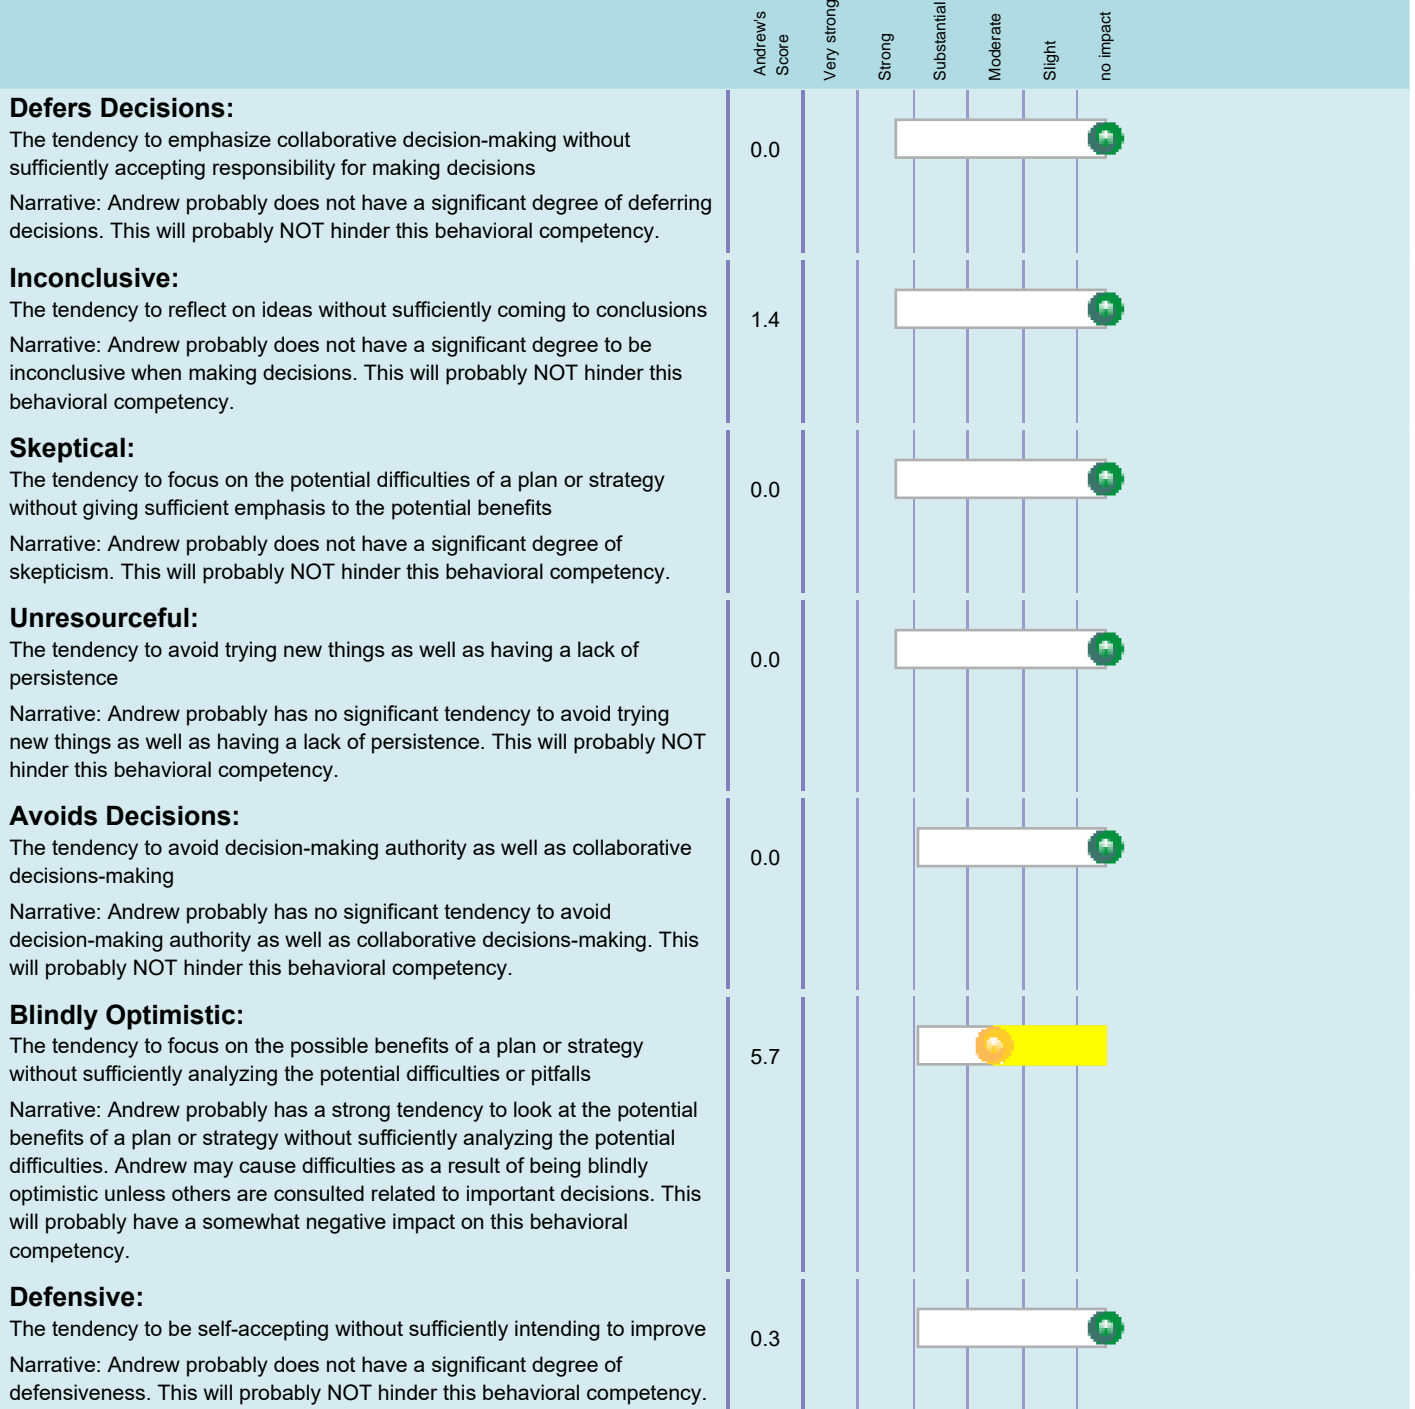 Andrew's
Score
Very strong
Strong
Substantial
Moderate
Slight
no impact
Defers Decisions:
The tendency to emphasize collaborative decision-making without
sufficiently accepting responsibility for making decisions
0.0
Narrative: Andrew probably does not have a significant degree of deferring
decisions. This will probably NOT hinder this behavioral competency.
Inconclusive:
The tendency to reflect on ideas without sufficiently coming to conclusions
1.4
Narrative: Andrew probably does not have a significant degree to be
inconclusive when making decisions. This will probably NOT hinder this
behavioral competency.
Skeptical:
The tendency to focus on the potential difficulties of a plan or strategy
without giving sufficient emphasis to the potential benefits
0.0
Narrative: Andrew probably does not have a significant degree of
skepticism. This will probably NOT hinder this behavioral competency.
Unresourceful:
The tendency to avoid trying new things as well as having a lack of
persistence
0.0
Narrative: Andrew probably has no significant tendency to avoid trying
new things as well as having a lack of persistence. This will probably NOT
hinder this behavioral competency.
Avoids Decisions:
The tendency to avoid decision-making authority as well as collaborative
decisions-making
0.0
Narrative: Andrew probably has no significant tendency to avoid
decision-making authority as well as collaborative decisions-making. This
will probably NOT hinder this behavioral competency.
Blindly Optimistic:
The tendency to focus on the possible benefits of a plan or strategy
without sufficiently analyzing the potential difficulties or pitfalls
5.7
Narrative: Andrew probably has a strong tendency to look at the potential
benefits of a plan or strategy without sufficiently analyzing the potential
difficulties. Andrew may cause difficulties as a result of being blindly
optimistic unless others are consulted related to important decisions. This
will probably have a somewhat negative impact on this behavioral
competency.
Defensive:
The tendency to be self-accepting without sufficiently intending to improve
0.3
Narrative: Andrew probably does not have a significant degree of
defensiveness. This will probably NOT hinder this behavioral competency.